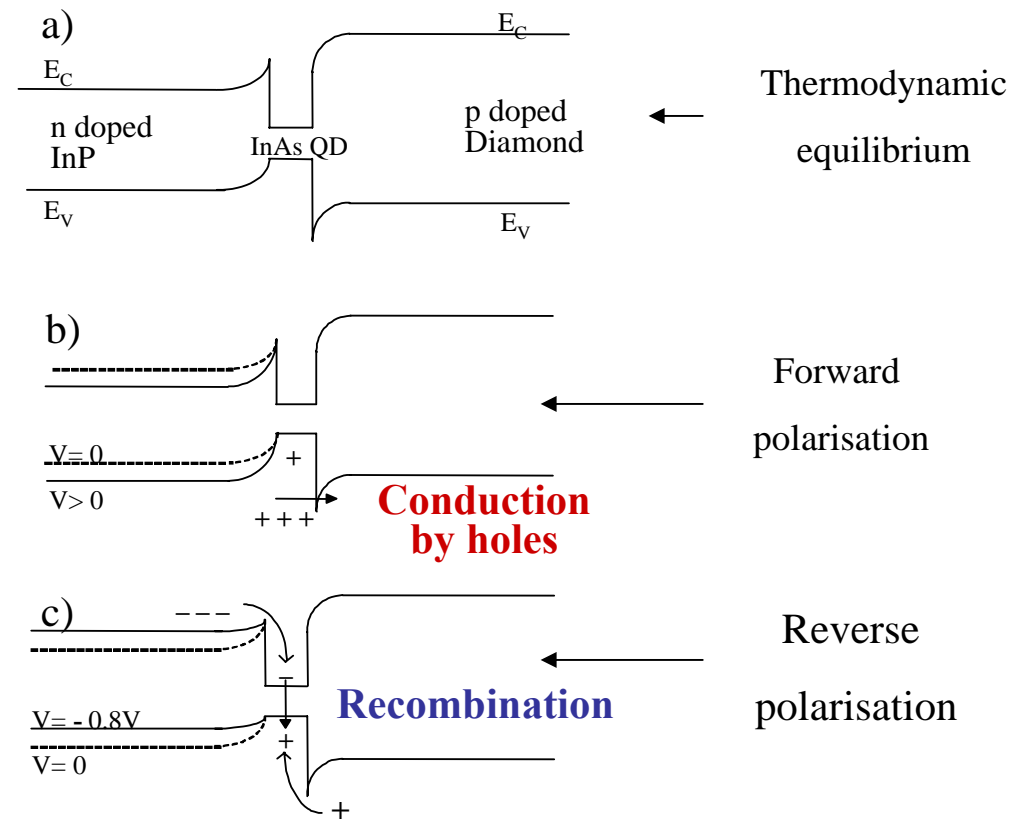 a)
E_C
E_C
n doped
InP
InAs QD
p doped
Diamond
E_V
E_V
Thermodynamic
equilibrium
b)
V= 0
V> 0
+
+ + +
Conduction
by holes
Forward
polarisation
c)
− − −
−
Recombination
V= - 0.8V
+
V= 0
+
Reverse
polarisation